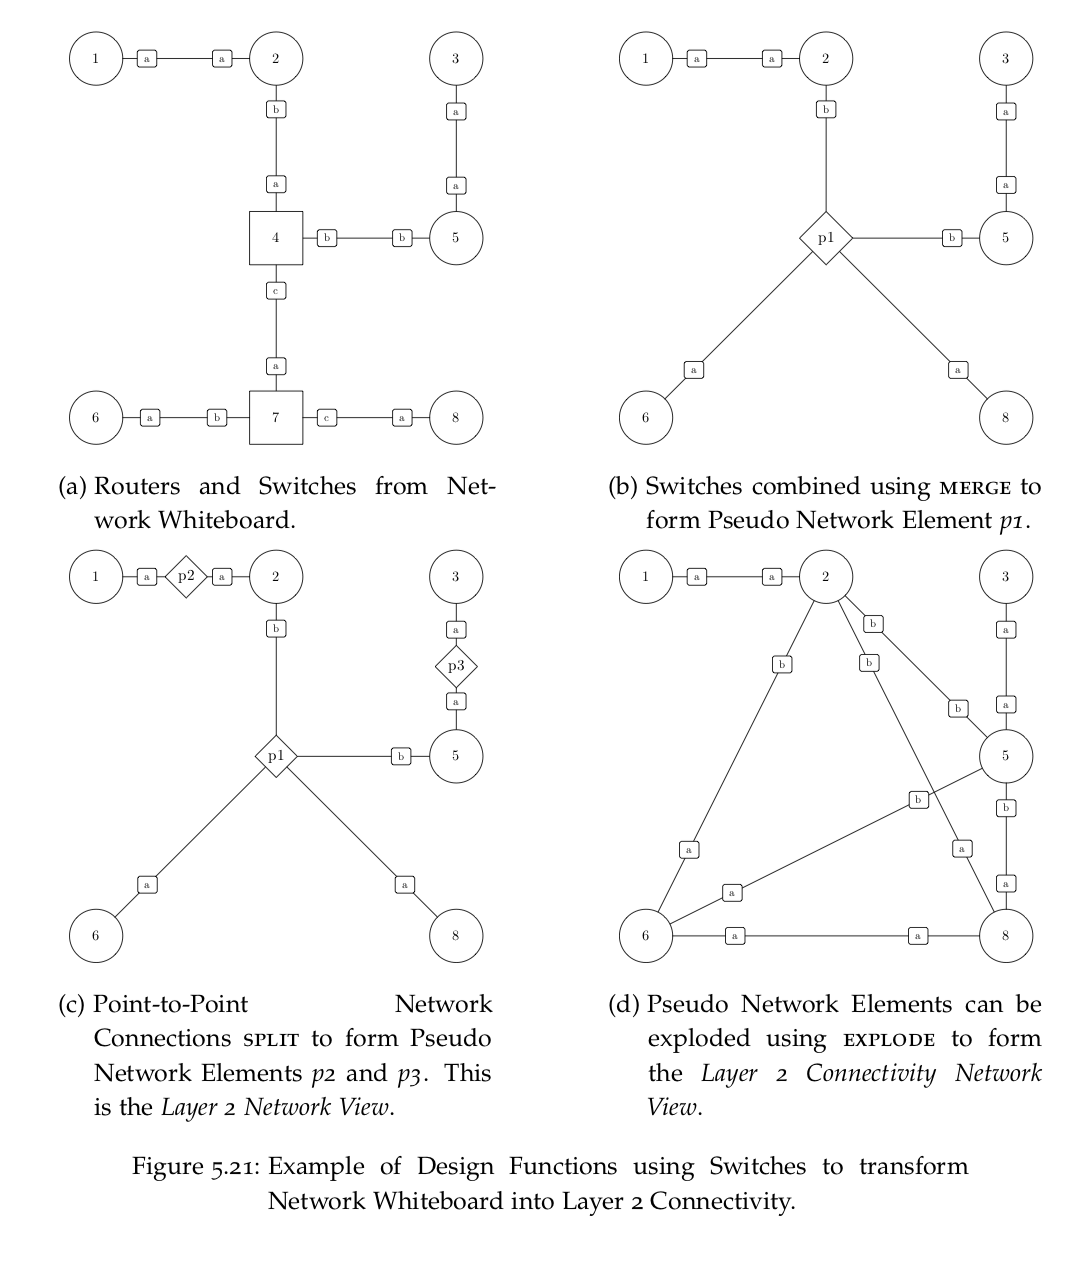 1 a a 2 3
b a
a a
4 b b 5
c
a
6 a b 7 c a 8
(a) Routers and Switches from Net-
work Whiteboard.
1 a a 2 3
b a
a
p1 b 5
a a
6 8
(b) Switches combined using MERGE to
form Pseudo Network Element p1.
1 a p2 a 2 3
b a
p3
a
p1 b 5
a a
6 8
(c) Point-to-Point Network
Connections SPLIT to form Pseudo
Network Elements p2 and p3. This
is the Layer 2 Network View.
1 a a 2 3
b a
b b
b a
5
b b
a a
a
a
6 a a 8
(d) Pseudo Network Elements can be
exploded using EXPLODE to form
the Layer 2 Connectivity Network
View.
Figure 5.21: Example of Design Functions using Switches to transform
Network Whiteboard into Layer 2 Connectivity.